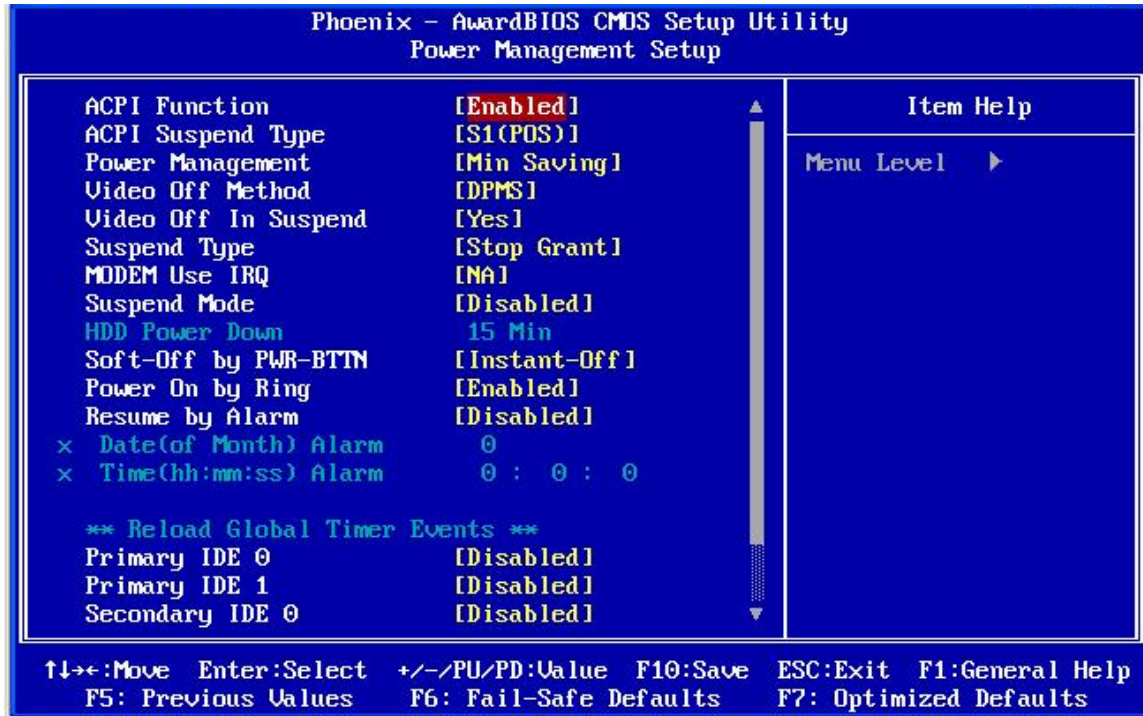 Phoenix - AwardBIOS CMOS Setup Utility
Power Management Setup
ACPI Function [Enabled]
ACPI Suspend Type [S1(POS)]
Power Management [Min Saving]
Video Off Method [DPMS]
Video Off In Suspend [Yes]
Suspend Type [Stop Grant]
MODEM Use IRQ [NA]
Suspend Mode [Disabled]
HDD Power Down 15 Min
Soft-Off by PWR-BTTN [Instant-Off]
Power On by Ring [Enabled]
Resume by Alarm [Disabled]
x Date(of Month) Alarm 0
x Time(hh:mm:ss) Alarm 0 : 0 : 0
** Reload Global Timer Events **
Primary IDE 0 [Disabled]
Primary IDE 1 [Disabled]
Secondary IDE 0 [Disabled]
Item Help
Menu Level ▶
↑↓→←:Move Enter:Select +/-/PU/PD:Value F10:Save ESC:Exit F1:General Help
F5: Previous Values F6: Fail-Safe Defaults F7: Optimized Defaults